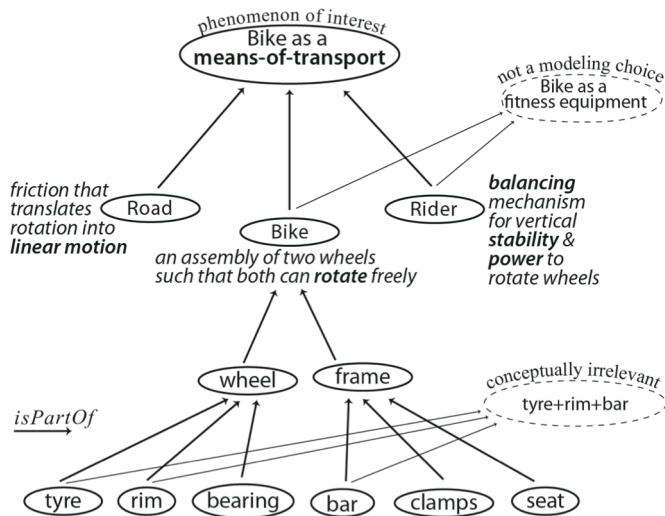 phenomenon of interest
Bike as a
means-of-transport
not a modeling choice
Bike as a
fitness equipment
friction that
translates
rotation into
linear motion
Road
Bike
Rider
balancing
mechanism
for vertical
stability &
power to
rotate wheels
an assembly of two wheels
such that both can rotate freely
wheel
frame
conceptually irrelevant
tyre+rim+bar
isPartOf
tyre
rim
bearing
bar
clamps
seat